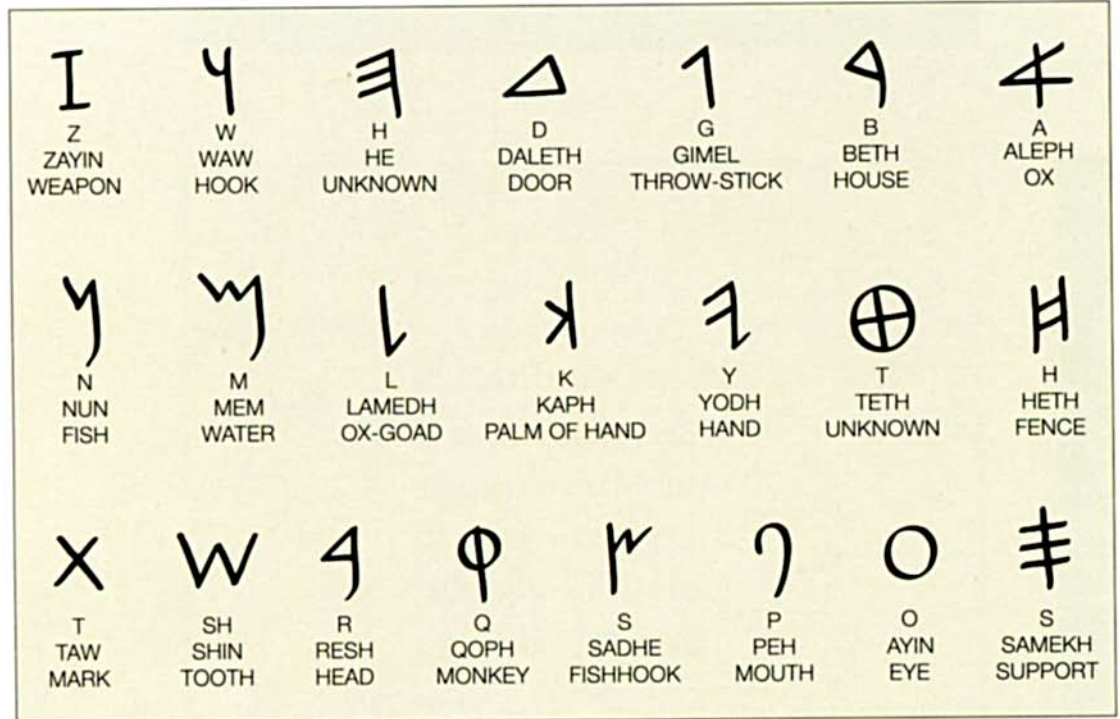 𐤀 𐤁 𐤂 𐤃 𐤄 𐤅 𐤆
Z W H D G B A
ZAYIN WAW HE DALETH GIMEL BETH ALEPH
WEAPON HOOK UNKNOWN DOOR THROW-STICK HOUSE OX
𐤇 𐤈 𐤉 𐤊 𐤋 𐤌 𐤍
N M L K Y T H
NUN MEM LAMEDH KAPH YODH TETH HETH
FISH WATER OX-GOAD PALM OF HAND HAND UNKNOWN FENCE
𐤎 𐤏 𐤐 𐤑 𐤒 𐤓 𐤔 𐤕
T SH R Q S P O S
TAW SHIN RESH QOPH SADHE PEH AYIN SAMEKH
MARK TOOTH HEAD MONKEY FISHHOOK MOUTH EYE SUPPORT